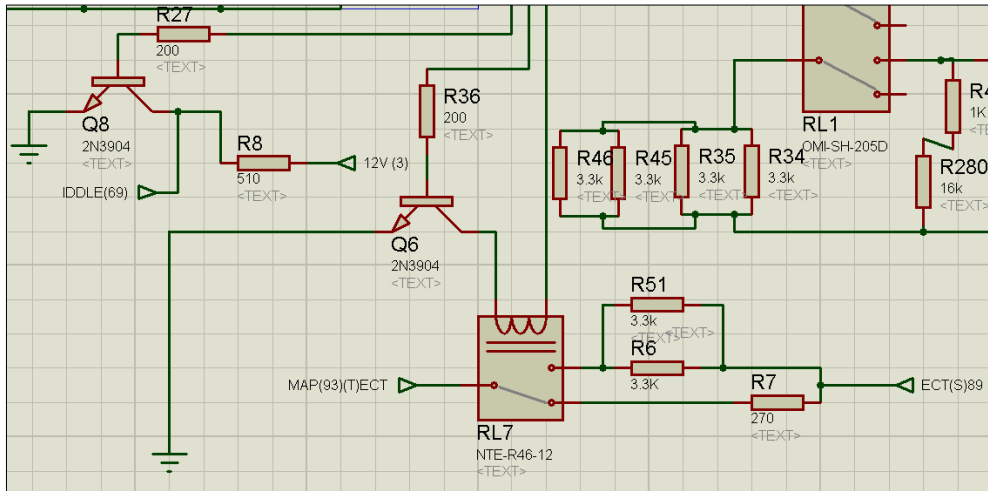 R27
200
<TEXT>
Q8
2N3904
<TEXT>
R8
510
<TEXT>
12V (3)
IDDLE(69)
R36
200
<TEXT>
Q6
2N3904
<TEXT>
RL1
OMI-SH-205D
R46
3.3k
<TEXT>
R45
3.3k
<TEXT>
R35
3.3k
<TEXT>
R34
3.3k
<TEXT>
1K
R280
16k
<TEXT>
R51
3.3k
<TEXT>
<TEXT>
R6
3.3K
R7
270
<TEXT>
MAP(93)(T)ECT
ECT(S)89
RL7
NTE-R46-12
<TEXT>